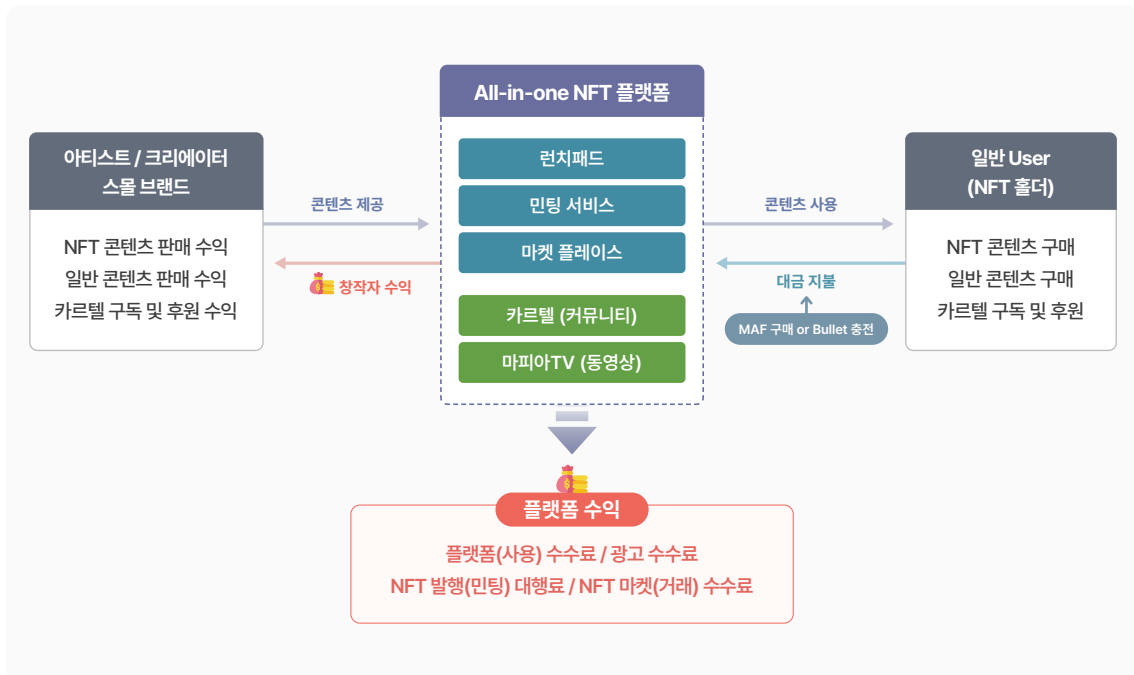 All-in-one NFT 플랫폼
런치패드
민팅 서비스
마켓 플레이스
카르텔 (커뮤니티)
마피아TV (동영상)
아티스트 / 크리에이터
스몰 브랜드
NFT 콘텐츠 판매 수익
일반 콘텐츠 판매 수익
카르텔 구독 및 후원 수익
콘텐츠 제공
창작자 수익
콘텐츠 사용
대금 지불
MAF 구매 or Bullet 충전
일반 User
(NFT 홀더)
NFT 콘텐츠 구매
일반 콘텐츠 구매
카르텔 구독 및 후원
플랫폼 수익
플랫폼(사용) 수수료 / 광고 수수료
NFT 발행(민팅) 대행료 / NFT 마켓(거래) 수수료